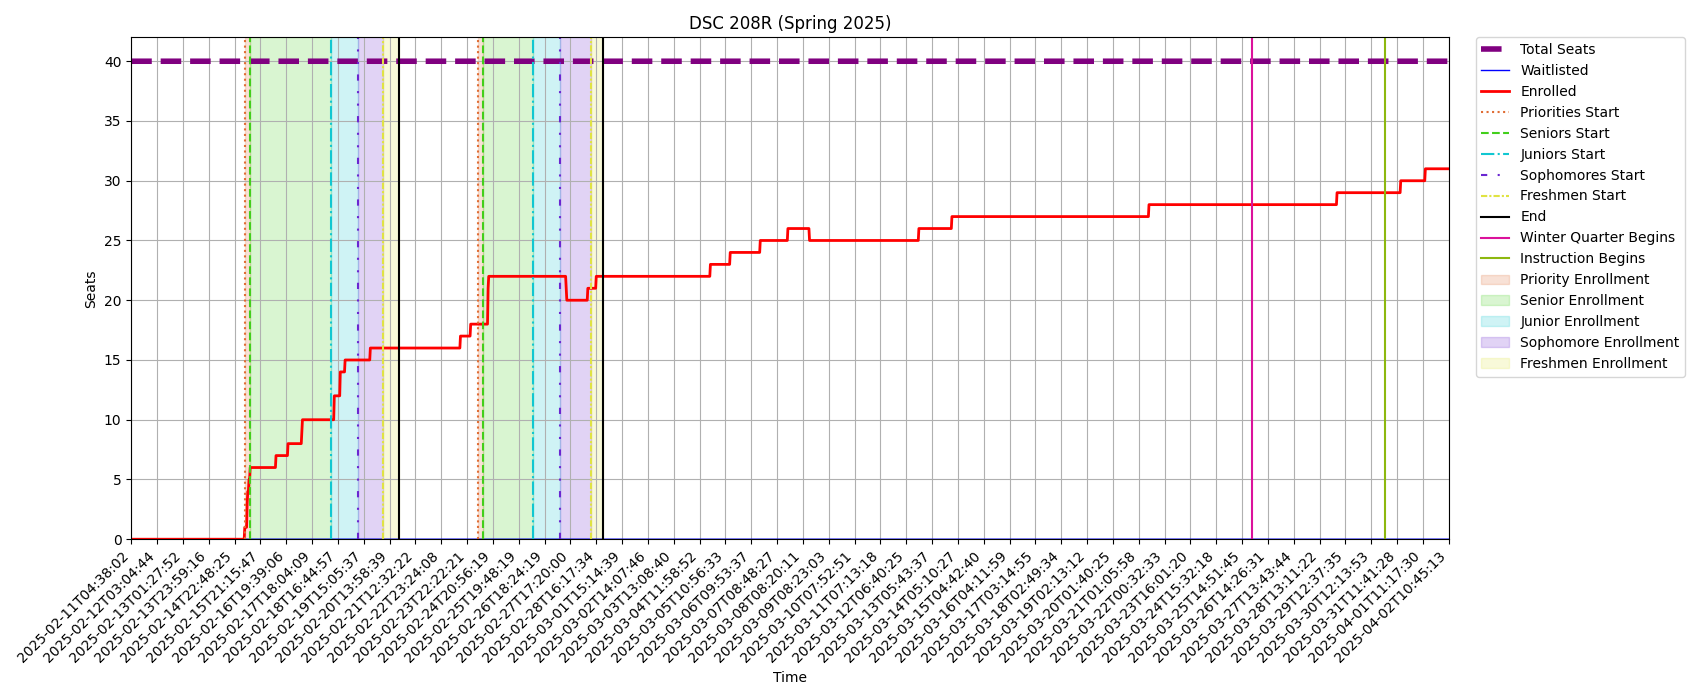 DSC 208R (Spring 2025)
Seats
40
35
30
25
20
15
10
5
0
2025-02-11T04:38:02
2025-02-12T03:04:44
2025-02-13T01:27:52
2025-02-13T23:59:16
2025-02-14T22:48:25
2025-02-15T21:15:47
2025-02-16T19:39:06
2025-02-17T18:04:09
2025-02-18T16:44:57
2025-02-19T15:05:37
2025-02-20T13:58:39
2025-02-21T12:32:22
2025-02-22T23:24:08
2025-02-23T22:22:21
2025-02-24T20:56:19
2025-02-25T19:48:19
2025-02-26T18:24:19
2025-02-27T17:20:00
2025-02-28T16:17:34
2025-03-01T15:14:39
2025-03-02T14:07:46
2025-03-03T13:08:40
2025-03-04T11:58:52
2025-03-05T10:56:33
2025-03-06T09:53:37
2025-03-07T08:48:27
2025-03-08T08:20:11
2025-03-09T08:23:03
2025-03-10T07:52:51
2025-03-11T07:13:18
2025-03-12T06:40:25
2025-03-13T05:43:37
2025-03-14T05:10:27
2025-03-15T04:42:40
2025-03-16T04:11:59
2025-03-17T03:14:55
2025-03-18T02:49:34
2025-03-19T02:13:12
2025-03-20T01:40:25
2025-03-21T01:05:58
2025-03-22T00:32:33
2025-03-23T16:01:20
2025-03-24T15:32:18
2025-03-25T14:51:45
2025-03-26T14:26:31
2025-03-27T13:43:44
2025-03-28T13:11:22
2025-03-29T12:37:35
2025-03-30T12:13:53
2025-03-31T11:41:28
2025-04-01T11:17:30
2025-04-02T10:45:13
Time
Total Seats
Waitlisted
Enrolled
Priorities Start
Seniors Start
Juniors Start
Sophomores Start
Freshmen Start
End
Winter Quarter Begins
Instruction Begins
Priority Enrollment
Senior Enrollment
Junior Enrollment
Sophomore Enrollment
Freshmen Enrollment